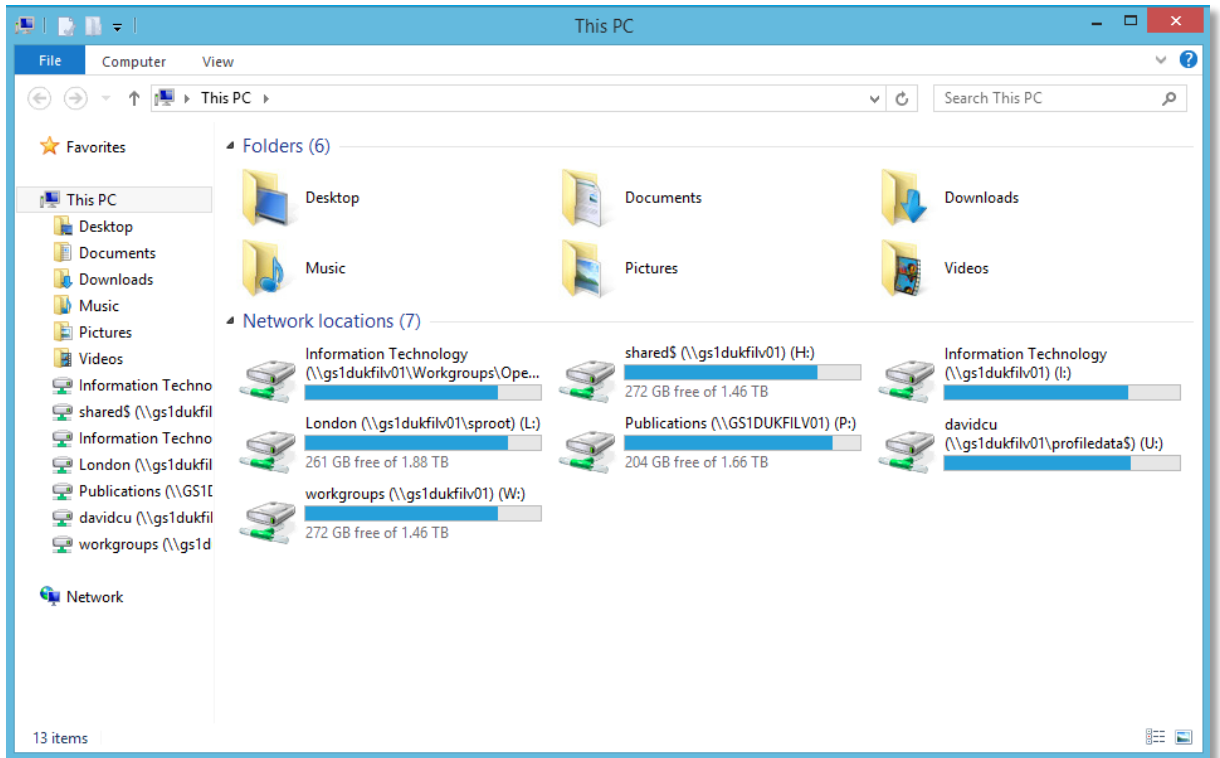 This PC
File Computer View
This PC
Search This PC
Favorites
This PC
Desktop
Documents
Downloads
Music
Pictures
Videos
Information Techno
shared$ (\\gs1dukfil
Information Techno
London (\\gs1dukfil
Publications (\\GS1D
davidcu (\\gs1dukfil
workgroups (\\gs1d
Network
Folders (6)
Desktop
Documents
Downloads
Music
Pictures
Videos
Network locations (7)
Information Technology
(\\gs1dukfilv01\Workgroups\Ope...
shared$ (\\gs1dukfilv01) (H:)
272 GB free of 1.46 TB
Information Technology
(\\gs1dukfilv01) (I:)
London (\\gs1dukfilv01\sproot) (L:)
261 GB free of 1.88 TB
Publications (\\GS1DUKFILV01) (P:)
204 GB free of 1.66 TB
davidcu
(\\gs1dukfilv01\profiledata$) (U:)
workgroups (\\gs1dukfilv01) (W:)
272 GB free of 1.46 TB
13 items